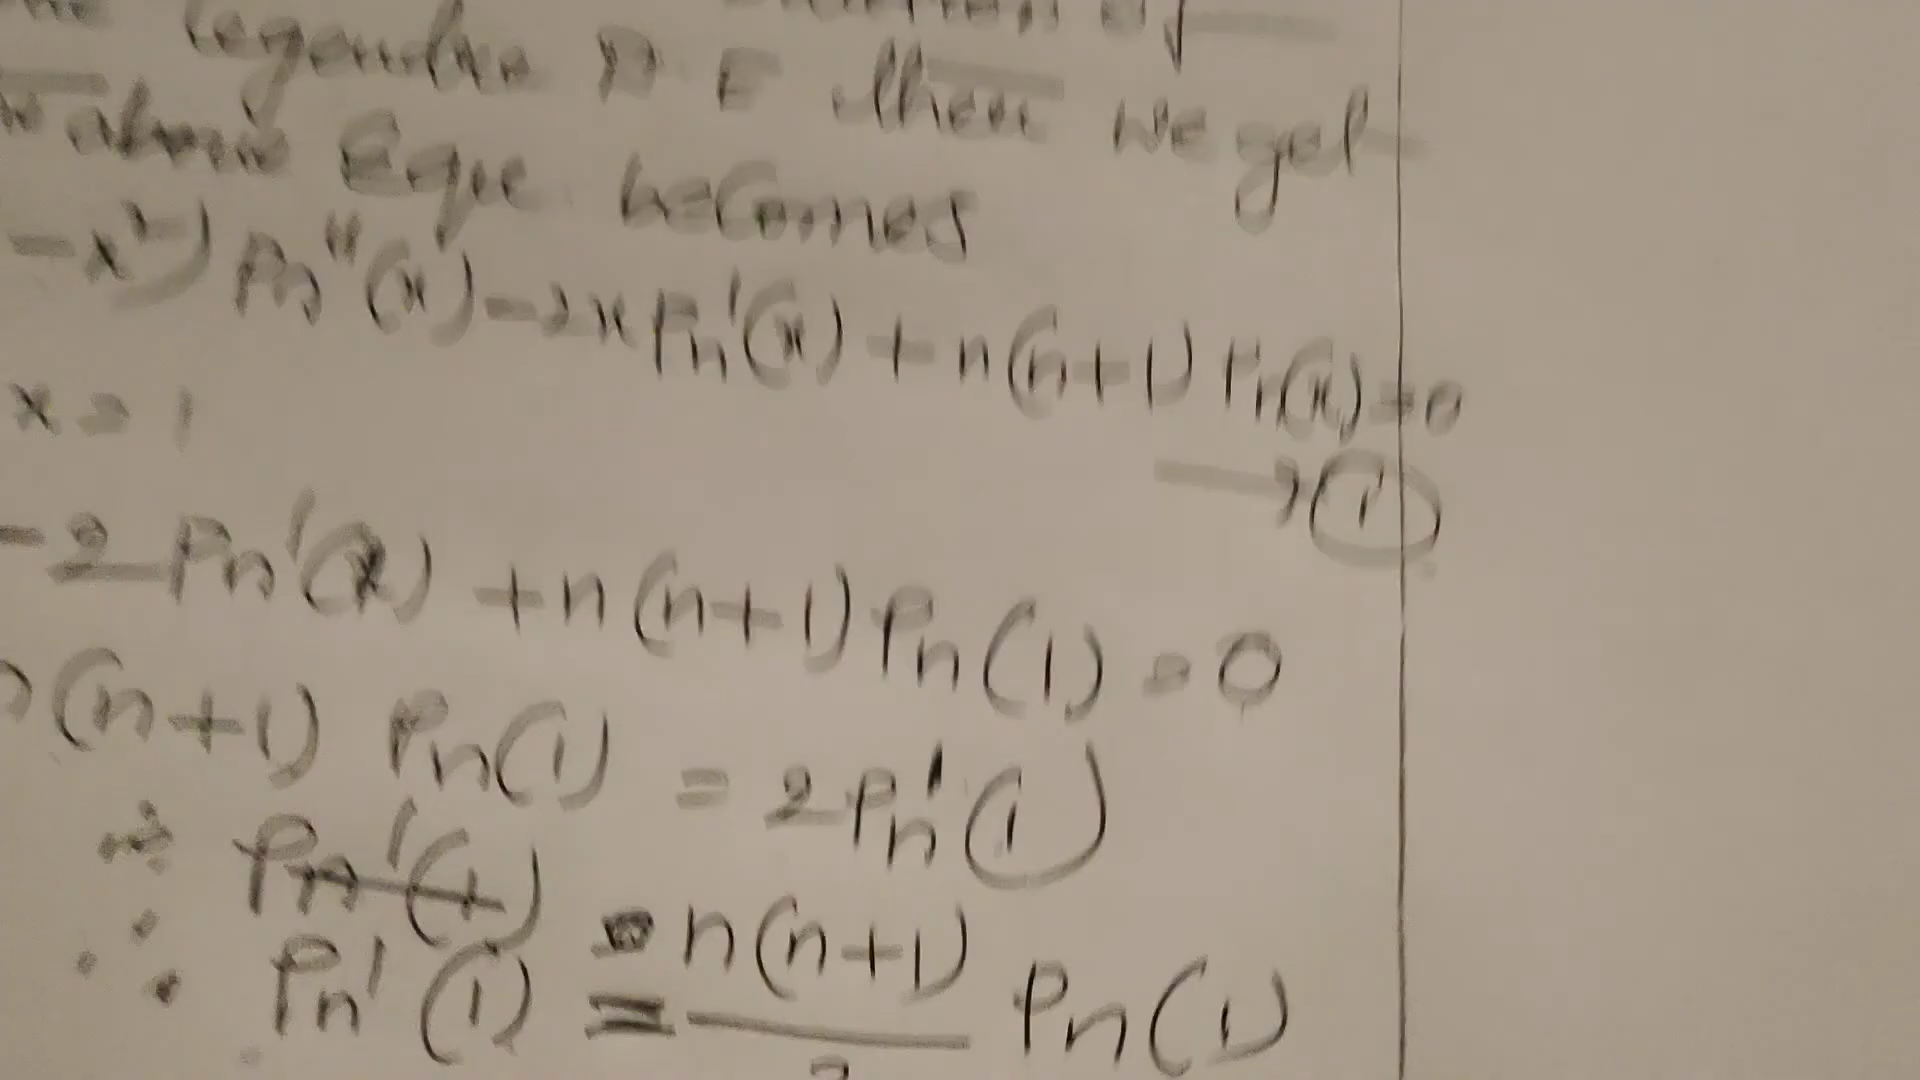 Legendre D E then we get
above Eqn becomes
-x²) Pn''(x) - 2x Pn'(x) + n(n+1) Pn(x) = 0
→ ①
x = 1
-2 Pn'(x) + n(n+1) Pn(1) = 0
n(n+1) Pn(1) = 2Pn'(1)
∴ Pn'(1) = n(n+1) Pn(1)
2